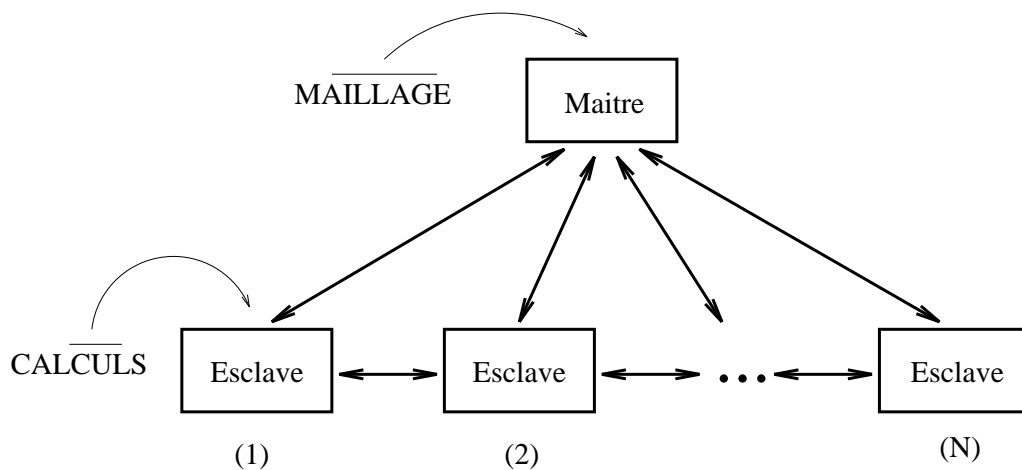 MAILLAGE
Maitre
CALCULS
Esclave
Esclave
...
Esclave
(1)
(2)
(N)